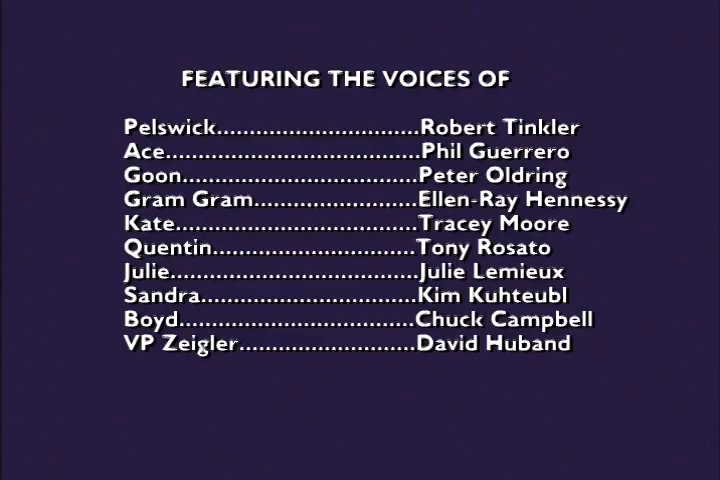 FEATURING THE VOICES OF
Pelswick...............................Robert Tinkler
Ace.......................................Phil Guerrero
Goon....................................Peter Oldring
Gram Gram.........................Ellen-Ray Hennessy
Kate.....................................Tracey Moore
Quentin...............................Tony Rosato
Julie......................................Julie Lemieux
Sandra.................................Kim Kuhteubl
Boyd....................................Chuck Campbell
VP Zeigler...........................David Huband